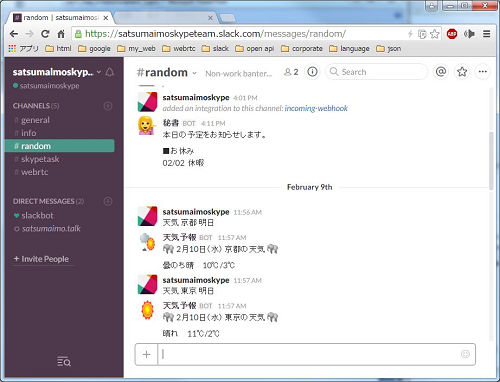 random | satsumaimoskype
https://satsumaimoskypeteam.slack.com/messages/random/
ABP
アプリ html google my_web webrtc slack open api corporate language json
satsumaimoskyp...
satsumaimoskype
CHANNELS (5)
# general
# info
# random
# skypetask
# webrtc
DIRECT MESSAGES (2)
slackbot
satsumaimo.talk
+ Invite People
#random
Non-work banter...
2
Search
satsumaimoskype 4:01 PM
added an integration to this channel: incoming-webhook
秘書 BOT 4:11 PM
本日の予定をお知らせします。
■お休み
02/02 休暇
February 9th
satsumaimoskype 11:56 AM
天気 京都 明日
天気予報 BOT 11:57 AM
2月10日(水) 京都の天気
曇のち晴 10℃/3℃
satsumaimoskype 11:57 AM
天気 東京 明日
天気予報 BOT 11:57 AM
2月10日(水) 東京の天気
晴れ 11℃/2℃